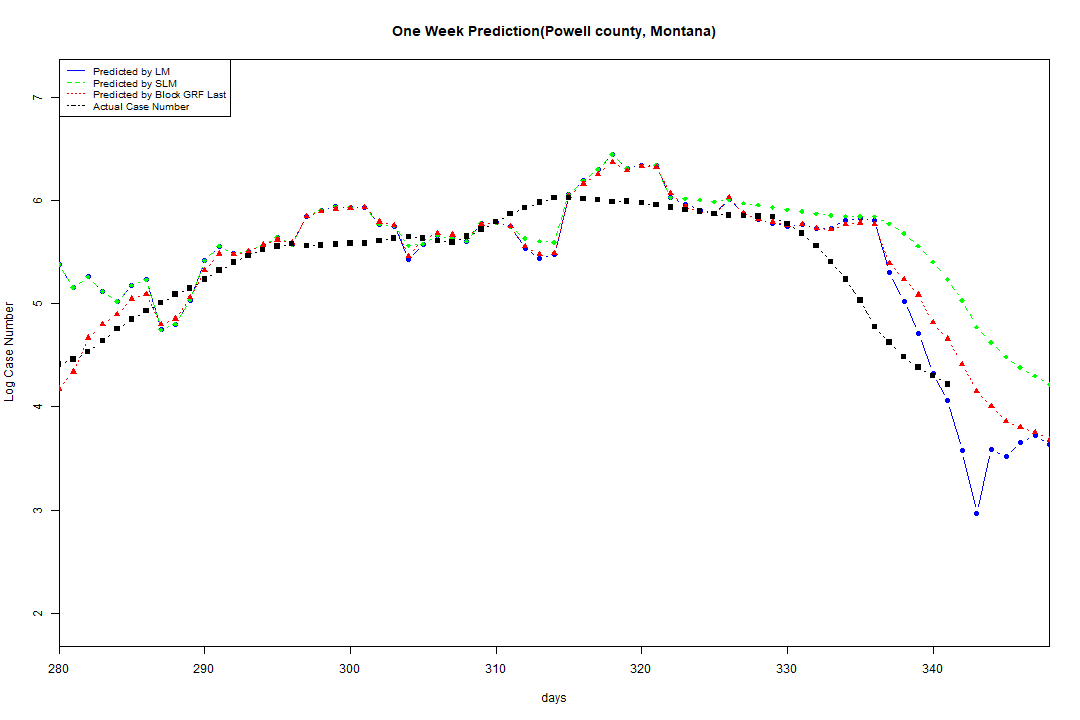 One Week Prediction(Powell county, Montana)
Predicted by LM
Predicted by SLM
Predicted by Block GRF Last
Actual Case Number
7
6
5
4
3
2
Log Case Number
280 290 300 310 320 330 340
days